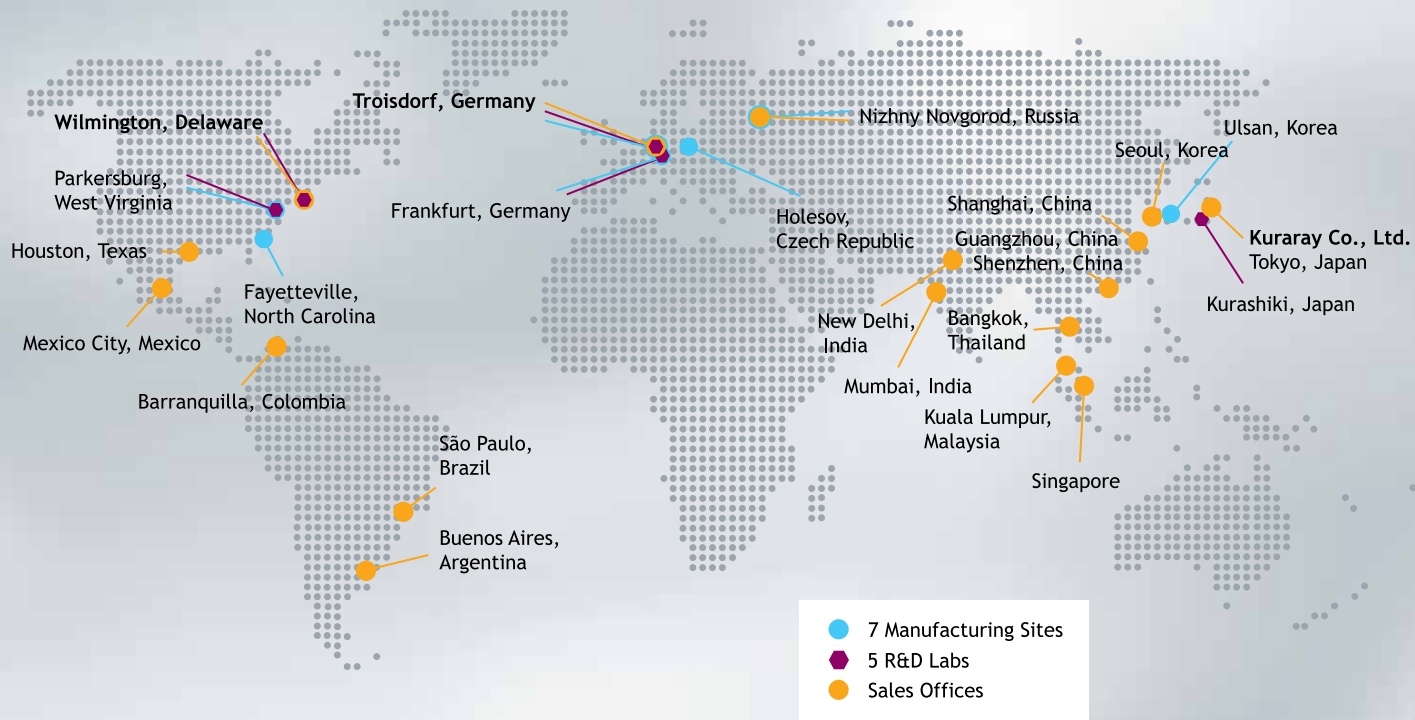 Troisdorf, Germany
Wilmington, Delaware
Nizhny Novgorod, Russia
Ulsan, Korea
Seoul, Korea
Parkersburg,
West Virginia
Frankfurt, Germany
Holesov,
Czech Republic
Shanghai, China
Guangzhou, China
Shenzhen, China
Kuraray Co., Ltd.
Tokyo, Japan
Houston, Texas
Fayetteville,
North Carolina
Kurashiki, Japan
New Delhi,
India
Bangkok,
Thailand
Mexico City, Mexico
Mumbai, India
Barranquilla, Colombia
Kuala Lumpur,
Malaysia
São Paulo,
Brazil
Singapore
Buenos Aires,
Argentina
7 Manufacturing Sites
5 R&D Labs
Sales Offices